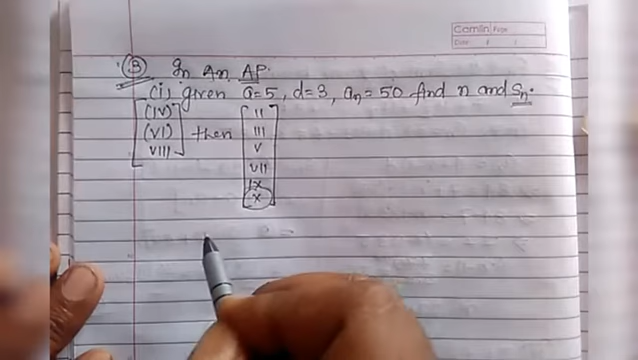 Camlin Page
Date / /
(3) In An AP.
(i) given a=5, d=3, an=50 find n and Sn.
(IV) II
(VI) then III
VIII V
VII
IX
X